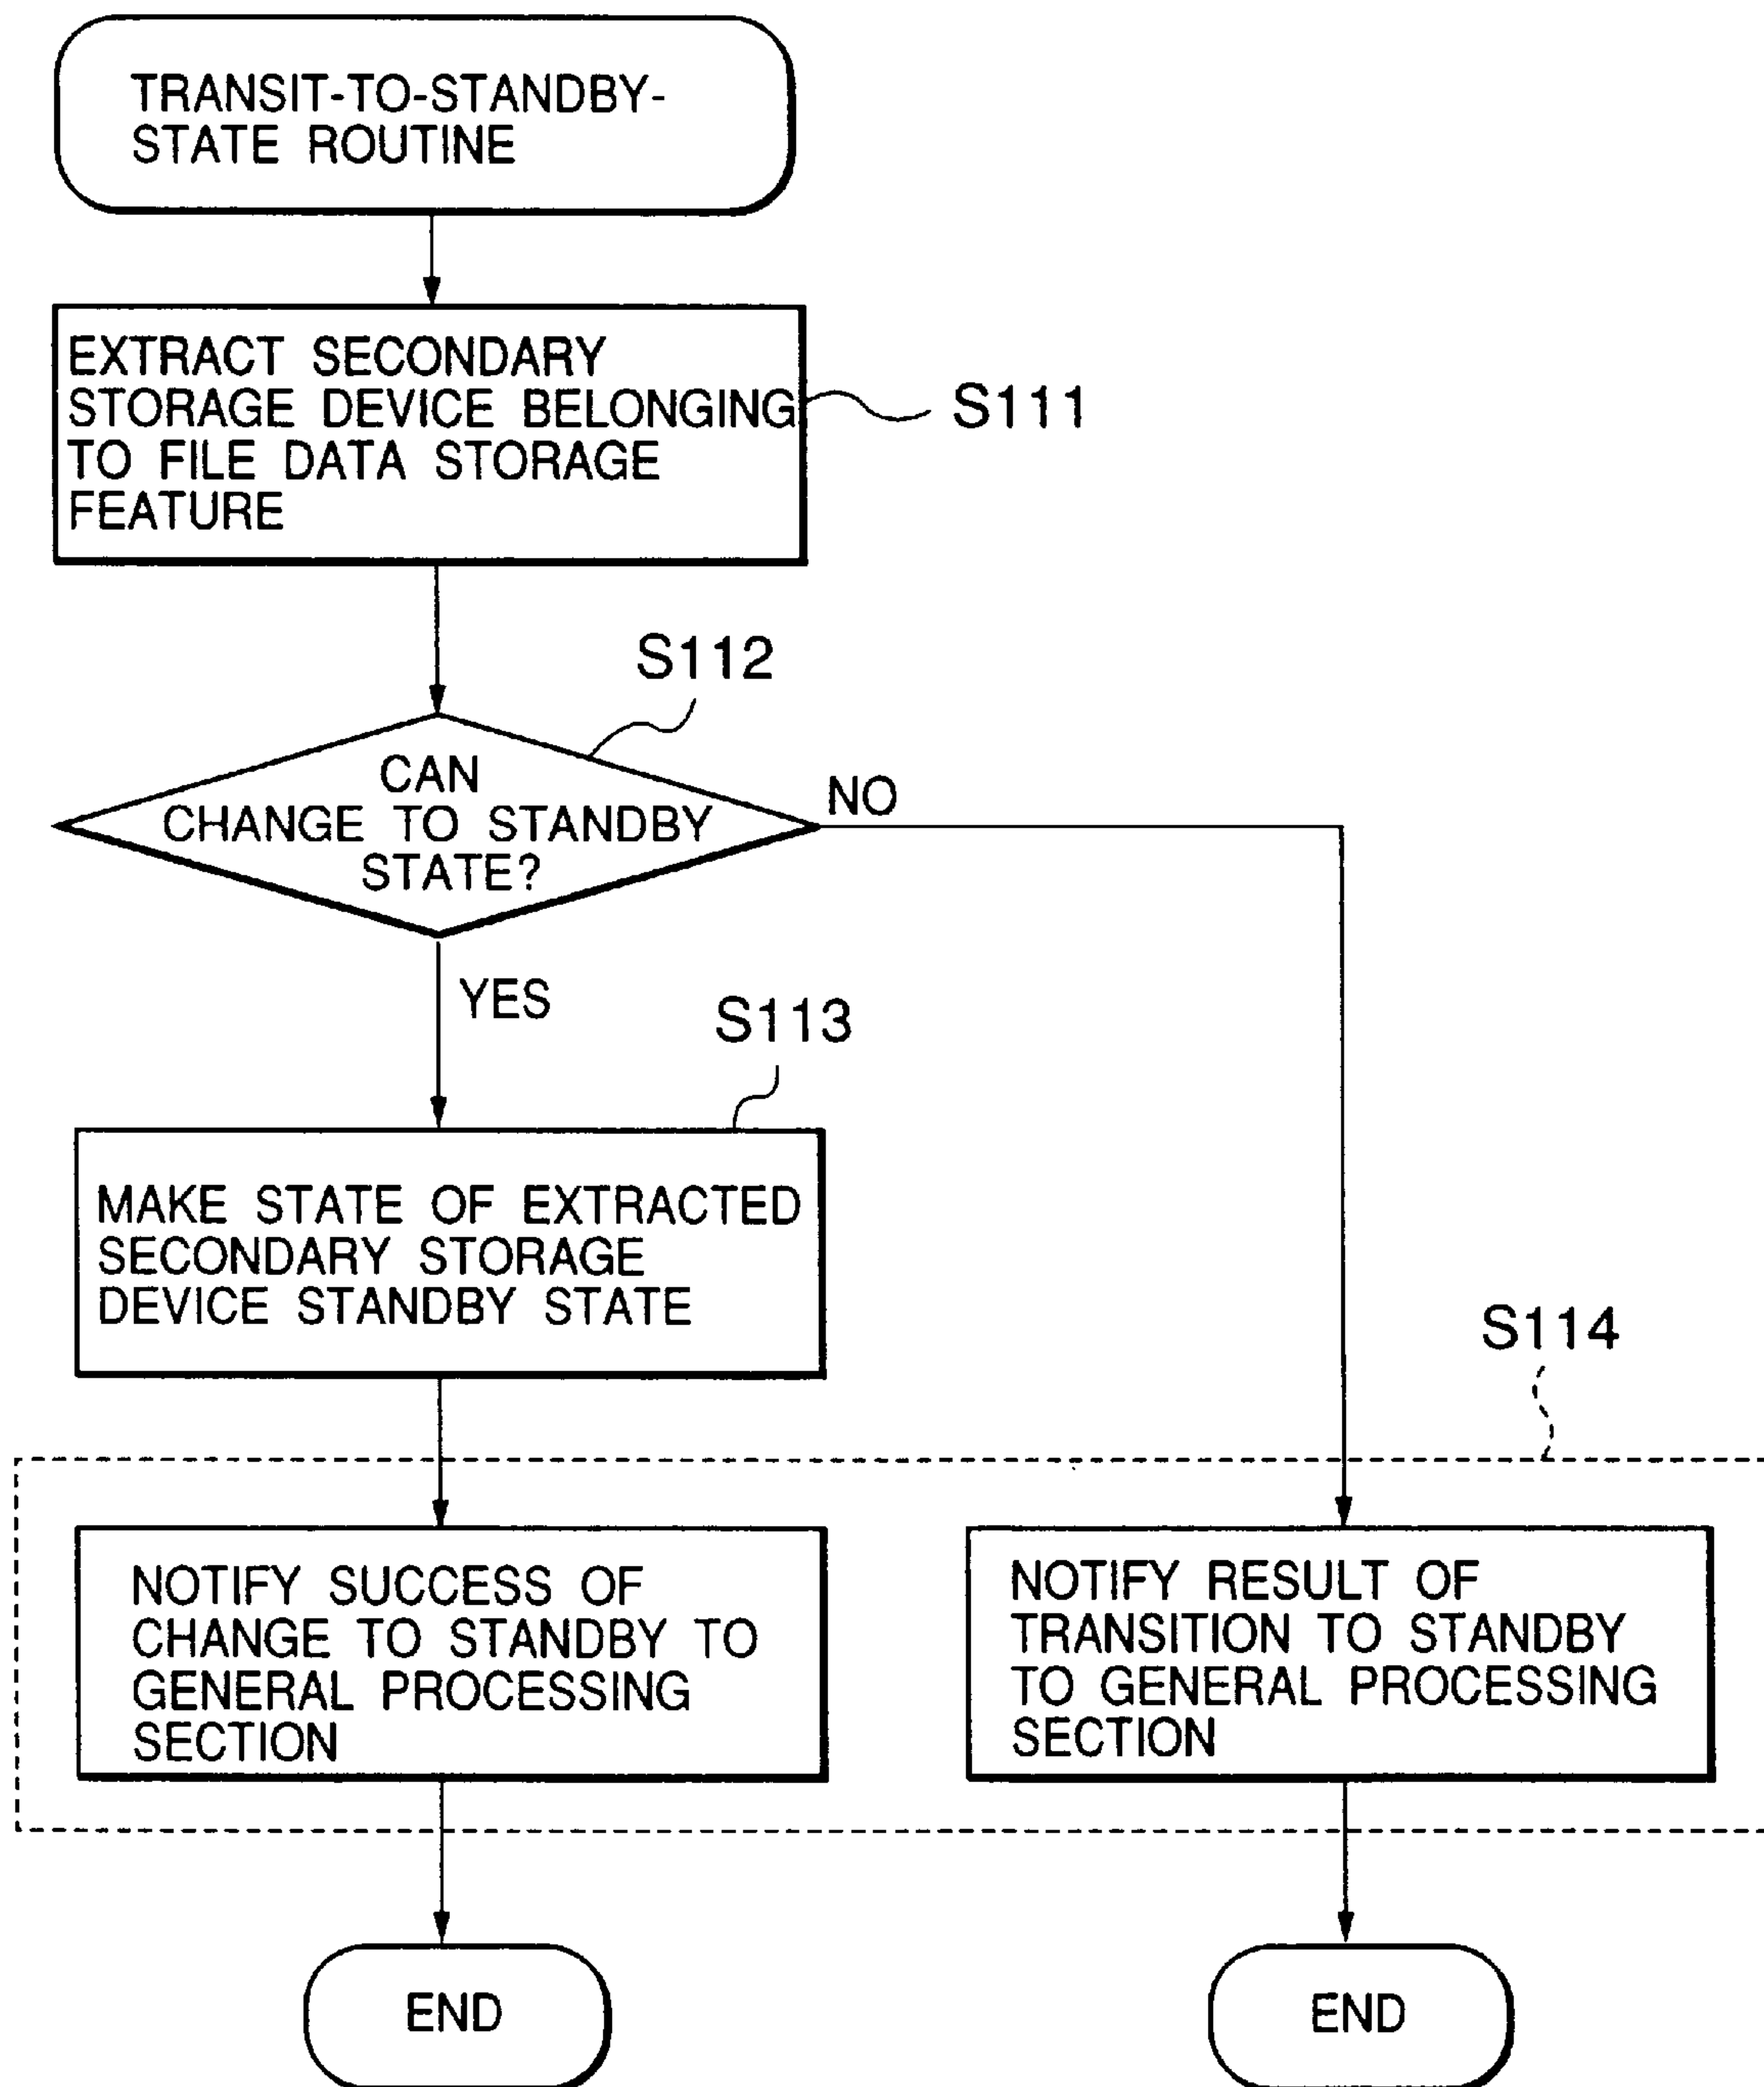 TRANSIT-TO-STANDBY-
STATE ROUTINE
EXTRACT SECONDARY
STORAGE DEVICE BELONGING
TO FILE DATA STORAGE
FEATURE
S111
S112
CAN
CHANGE TO STANDBY
STATE?
NO
YES
S113
MAKE STATE OF EXTRACTED
SECONDARY STORAGE
DEVICE STANDBY STATE
S114
NOTIFY SUCCESS OF
CHANGE TO STANDBY TO
GENERAL PROCESSING
SECTION
NOTIFY RESULT OF
TRANSITION TO STANDBY
TO GENERAL PROCESSING
SECTION
END
END